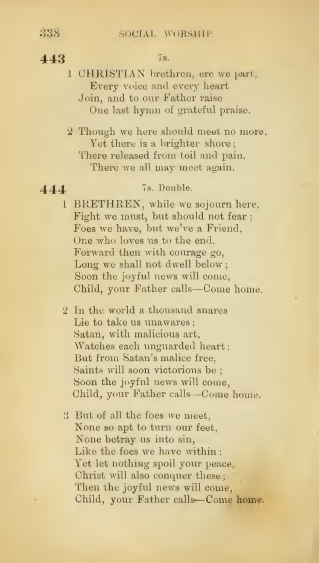 338 SOCIAL WORSHIP.
443 7s.
1 CHRISTIAN brethren, ere we part,
Every voice and every heart
Join, and to our Father raise
One last hymn of grateful praise.
2 Though we here should meet no more,
Yet there is a brighter shore;
There released from toil and pain,
There we all may meet again.
444 7s. Double.
1 BRETHREN, while we sojourn here,
Fight we must, but should not fear;
Foes we have, but we've a Friend,
One who loves us to the end.
Forward then with courage go,
Long we shall not dwell below;
Soon the joyful news will come,
Child, your Father calls—Come home.
2 In the world a thousand snares
Lie to take us unawares;
Satan, with malicious art,
Watches each unguarded heart:
But from Satan's malice free,
Saints will soon victorious be;
Soon the joyful news will come,
Child, your Father calls—Come home.
3 But of all the foes we meet,
None so apt to turn our feet,
None betray us into sin,
Like the foes we have within:
Yet let nothing spoil your peace,
Christ will also conquer these;
Then the joyful news will come,
Child, your Father calls—Come home.